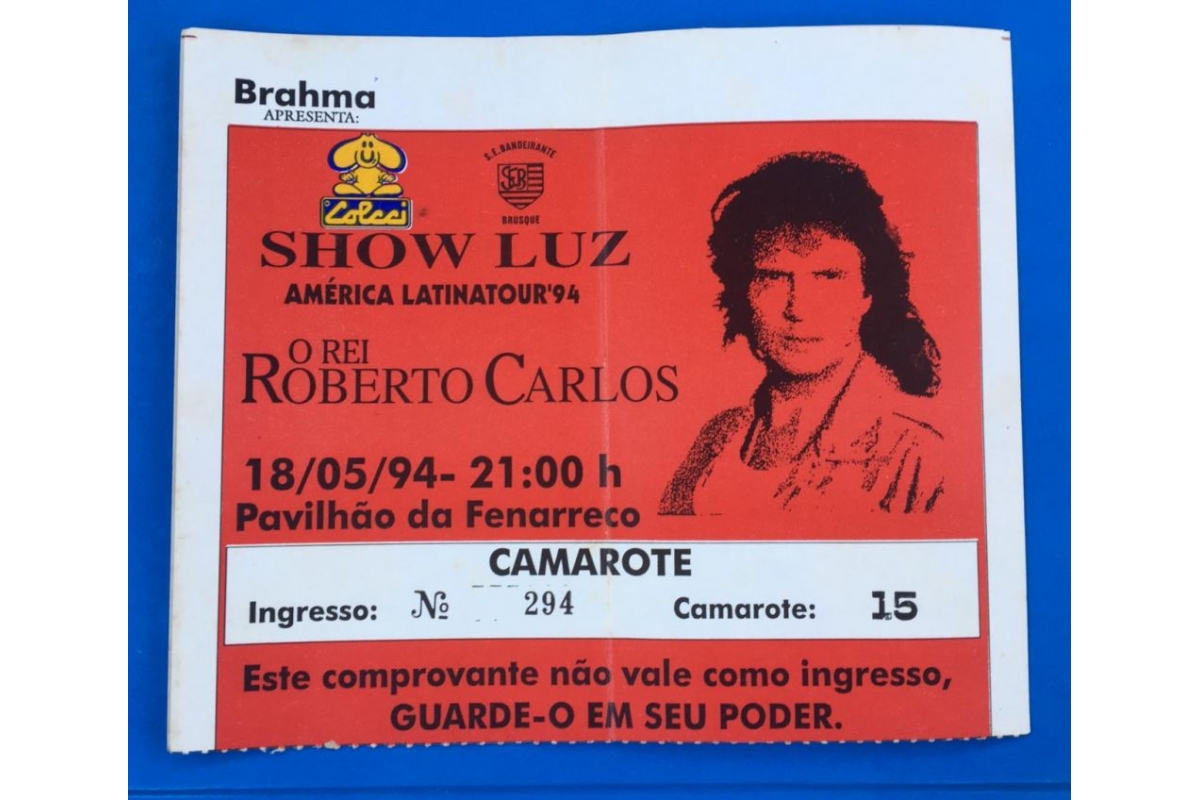 Brahma
APRESENTA:
Colcci
S.E. BANDEIRANTE
SEB
BRUSQUE
SHOW LUZ
AMÉRICA LATINATOUR'94
O REI
ROBERTO CARLOS
18/05/94- 21:00 h
Pavilhão da Fenarreco
CAMAROTE
Ingresso: Nº 294 Camarote: 15
Este comprovante não vale como ingresso,
GUARDE-O EM SEU PODER.